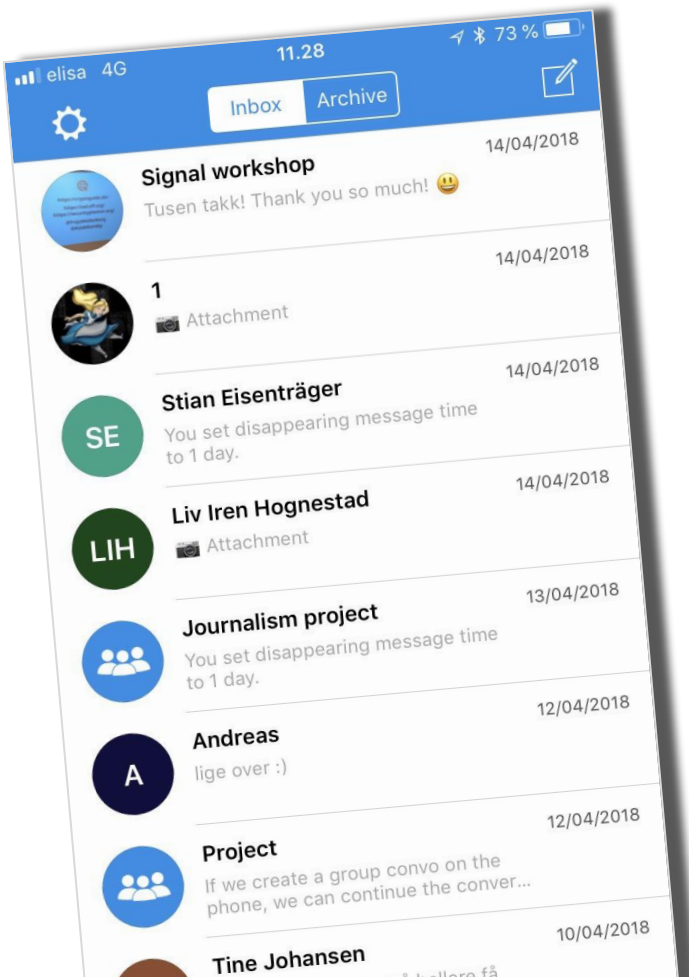 elisa 4G
11.28
73 %
Inbox
Archive
Signal workshop
14/04/2018
Tusen takk! Thank you so much! 😃
1
14/04/2018
Attachment
SE
Stian Eisenträger
14/04/2018
You set disappearing message time
to 1 day.
LIH
Liv Iren Hognestad
14/04/2018
Attachment
Journalism project
13/04/2018
You set disappearing message time
to 1 day.
A
Andreas
12/04/2018
lige over :)
Project
12/04/2018
If we create a group convo on the
phone, we can continue the conver...
Tine Johansen
10/04/2018
hellere få